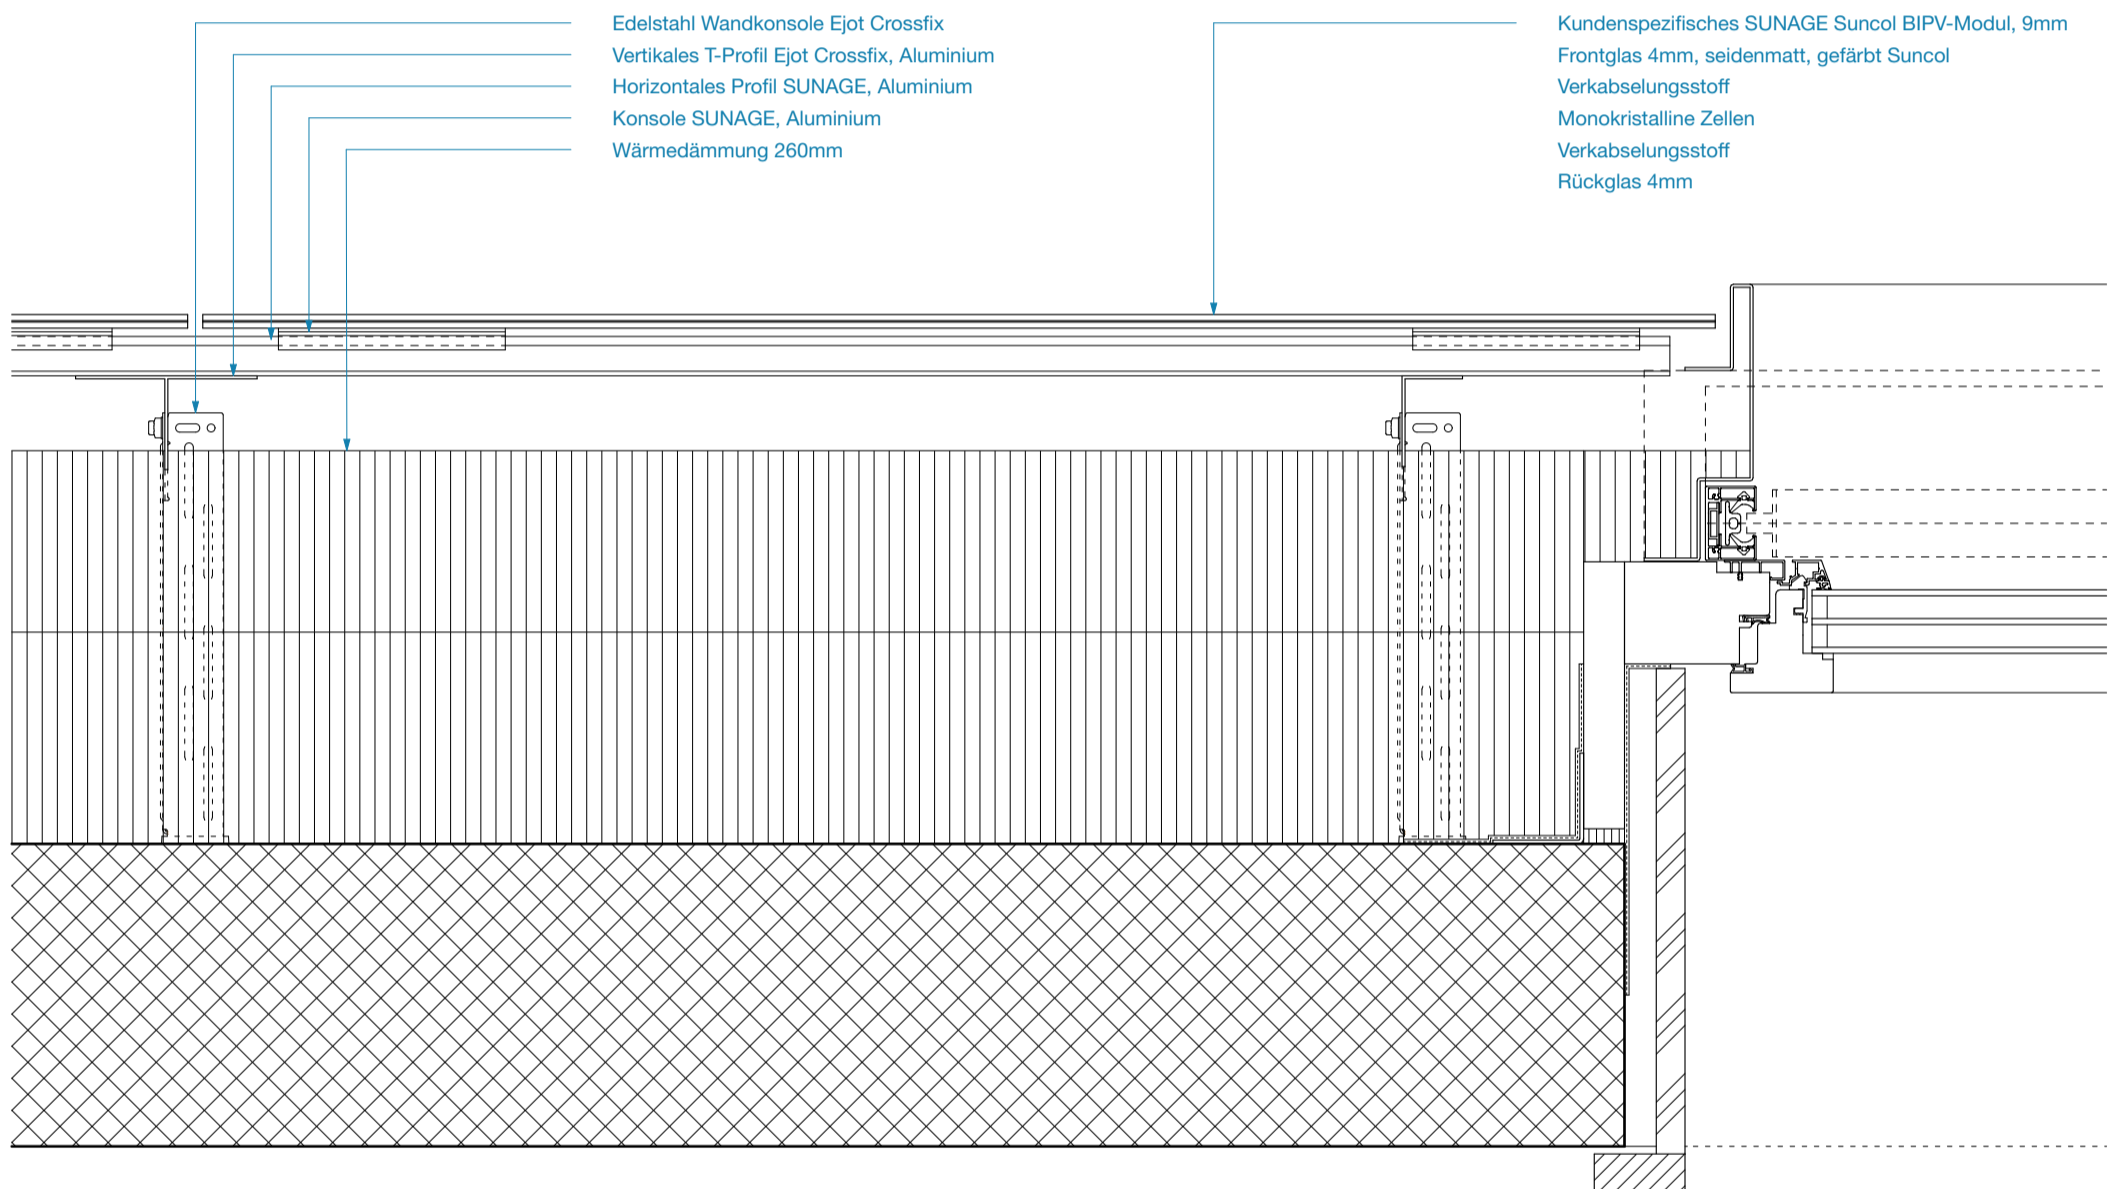 Edelstahl Wandkonsole Ejot Crossfix
Vertikales T-Profil Ejot Crossfix, Aluminium
Horizontales Profil SUNAGE, Aluminium
Konsole SUNAGE, Aluminium
Wärmedämmung 260mm
Kundenspezifisches SUNAGE Suncol BIPV-Modul, 9mm
Frontglas 4mm, seidenmatt, gefärbt Suncol
Verkabselungsstoff
Monokristalline Zellen
Verkabselungsstoff
Rückglas 4mm